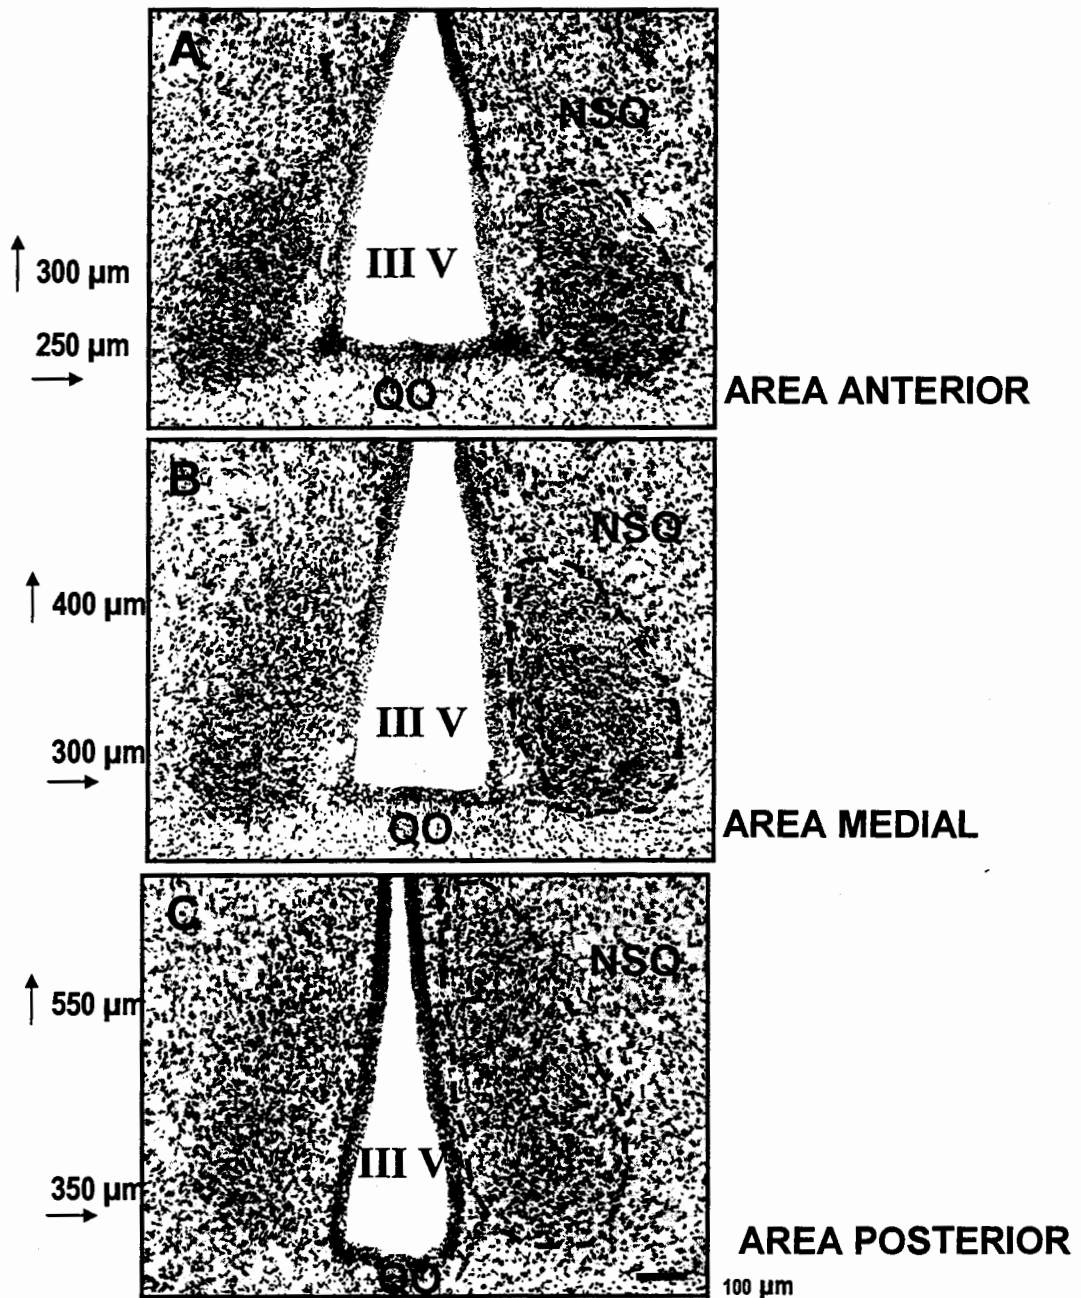 A
NSQ
III V
300 µm
250 µm
QO
AREA ANTERIOR
B
NSQ
400 µm
III V
300 µm
QO
AREA MEDIAL
C
NSQ
550 µm
III V
350 µm
QO
AREA POSTERIOR
100 µm